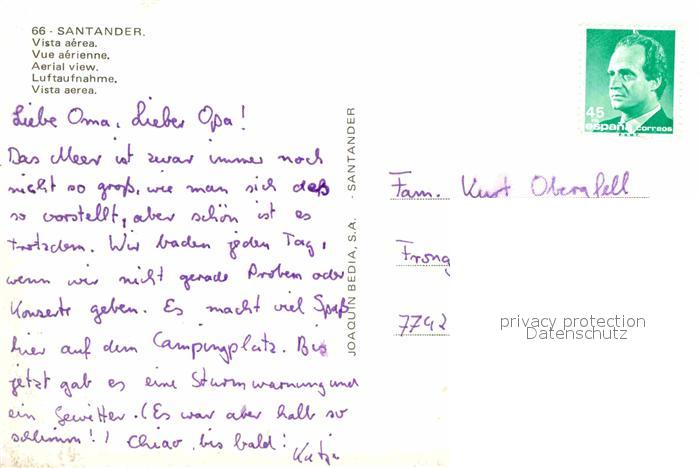 66 - SANTANDER.
Vista aérea.
Vue aérienne.
Aerial view.
Luftaufnahme.
Vista aerea.
Liebe Oma, Lieber Opa!
Das Meer ist zwar immer noch
nicht so groß, wie man sich daß
so vorstellt, aber schön ist es
trotzdem. Wir baden jeden Tag,
wenn wir nicht gerade Proben oder
Konzerte geben. Es macht viel Spaß
hier auf dem Campingplatz. Bis
jetzt gab es eine Sturmwarnung und
ein Gewitter. (Es war aber halb so
schlimm!) Chiao, bis bald! Katja
JOAQUÍN BEDIA, S.A. - SANTANDER
45
PTA
españa correos
F.N.M.T.
Fam. Kurt Obergfell
7742
privacy protection
Datenschutz